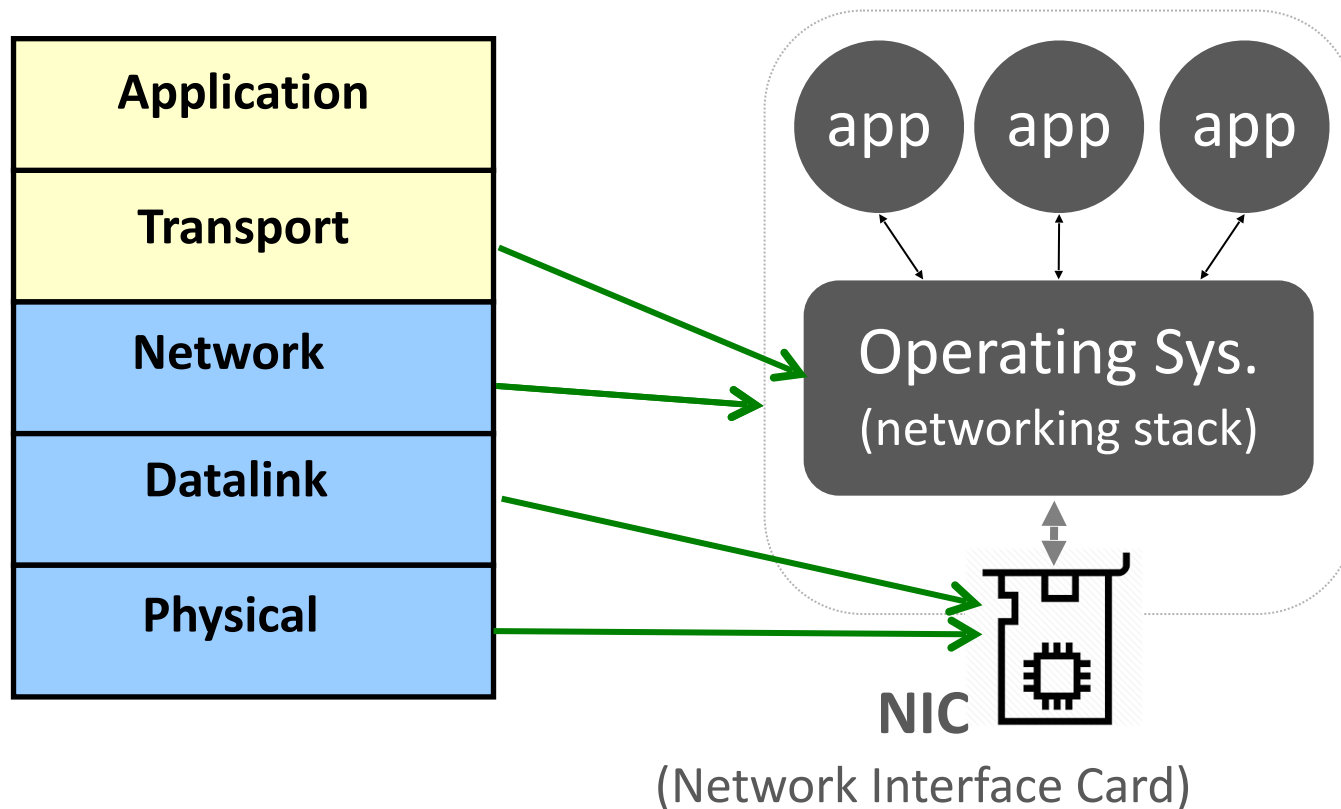 Application
Transport
Network
Datalink
Physical
app
app
app
Operating Sys.
(networking stack)
NIC
(Network Interface Card)